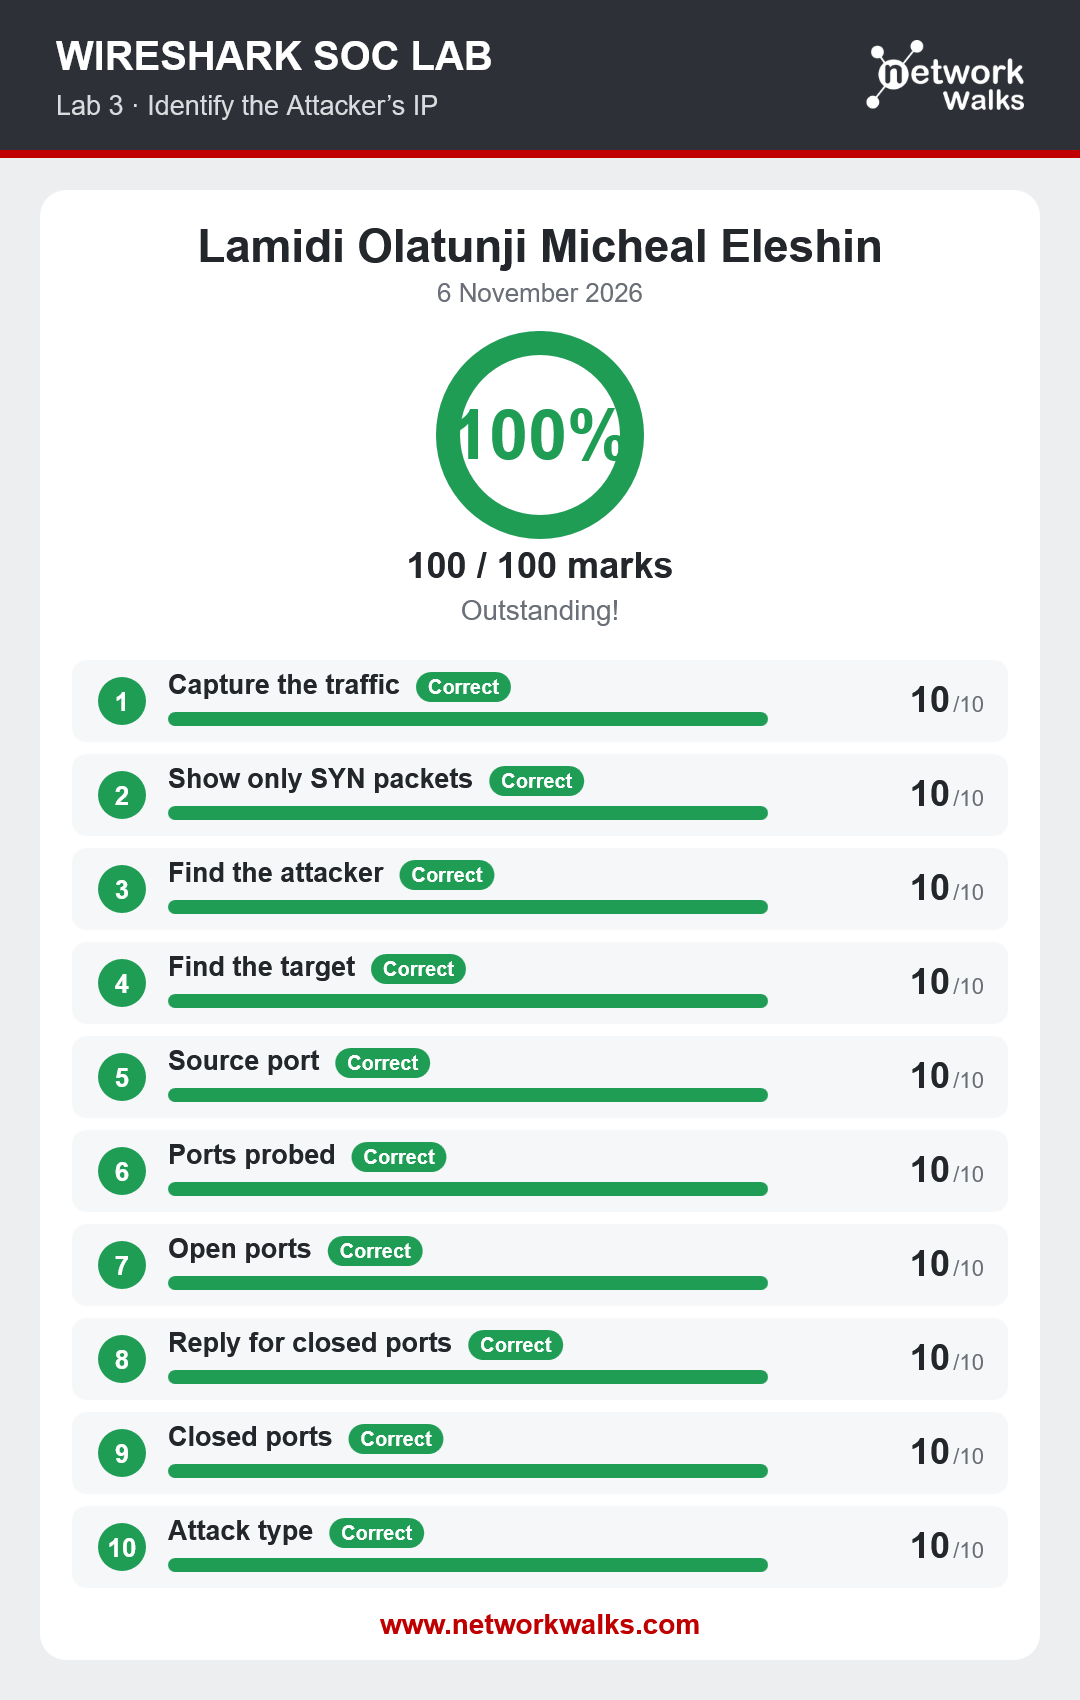 WIRESHARK SOC LAB
Lab 3 · Identify the Attacker’s IP
network
Walks
Lamidi Olatunji Micheal Eleshin
6 November 2026
100%
100 / 100 marks
Outstanding!
1 Capture the traffic Correct 10/10
2 Show only SYN packets Correct 10/10
3 Find the attacker Correct 10/10
4 Find the target Correct 10/10
5 Source port Correct 10/10
6 Ports probed Correct 10/10
7 Open ports Correct 10/10
8 Reply for closed ports Correct 10/10
9 Closed ports Correct 10/10
10 Attack type Correct 10/10
www.networkwalks.com